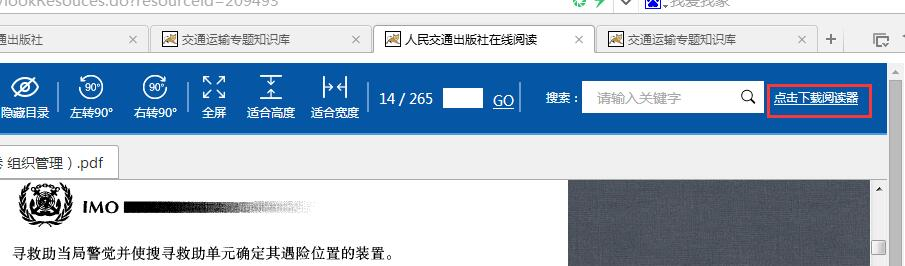 /lookResouces.do?resourceid=209493
我爱找家
通出版社
交通运输专题知识库
人民交通出版社在线阅读
交通运输专题知识库
隐藏目录
90°
左转90°
90°
右转90°
全屏
适合高度
适合宽度
14 / 265
GO
搜索：
请输入关键字
点击下载阅读器
组织管理）.pdf
IMO
寻救助当局警觉并使搜寻救助单元确定其遇险位置的装置。